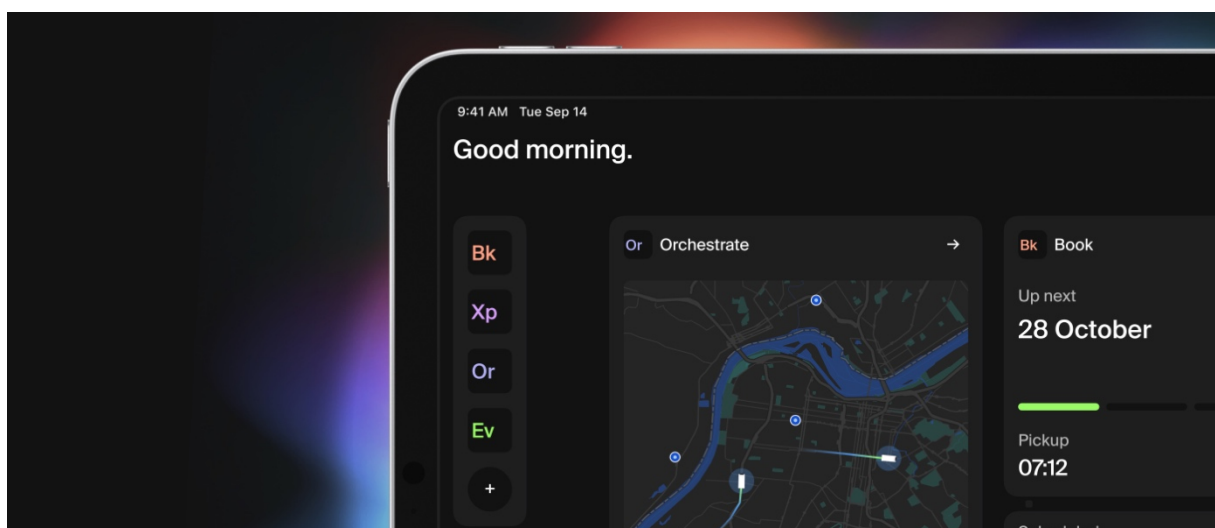 9:41 AM Tue Sep 14
Good morning.
Bk
Xp
Or
Ev
+
Or Orchestrate →
Bk Book
Up next
28 October
Pickup
07:12